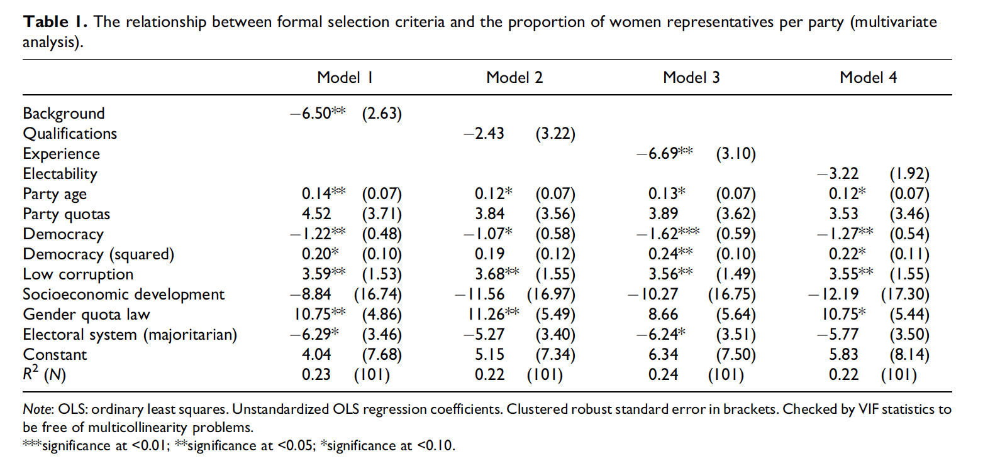 Table 1. The relationship between formal selection criteria and the proportion of women representatives per party (multivariate
analysis).
Model 1 Model 2 Model 3 Model 4
Background −6.50** (2.63)
Qualifications −2.43 (3.22)
Experience −6.69** (3.10)
Electability −3.22 (1.92)
Party age 0.14** (0.07) 0.12* (0.07) 0.13* (0.07) 0.12* (0.07)
Party quotas 4.52 (3.71) 3.84 (3.56) 3.89 (3.62) 3.53 (3.46)
Democracy −1.22** (0.48) −1.07* (0.58) −1.62*** (0.59) −1.27** (0.54)
Democracy (squared) 0.20* (0.10) 0.19 (0.12) 0.24** (0.10) 0.22* (0.11)
Low corruption 3.59** (1.53) 3.68** (1.55) 3.56** (1.49) 3.55** (1.55)
Socioeconomic development −8.84 (16.74) −11.56 (16.97) −10.27 (16.75) −12.19 (17.30)
Gender quota law 10.75** (4.86) 11.26** (5.49) 8.66 (5.64) 10.75* (5.44)
Electoral system (majoritarian) −6.29* (3.46) −5.27 (3.40) −6.24* (3.51) −5.77 (3.50)
Constant 4.04 (7.68) 5.15 (7.34) 6.34 (7.50) 5.83 (8.14)
R² (N) 0.23 (101) 0.22 (101) 0.24 (101) 0.22 (101)
Note: OLS: ordinary least squares. Unstandardized OLS regression coefficients. Clustered robust standard error in brackets. Checked by VIF statistics to
be free of multicollinearity problems.
***significance at <0.01; **significance at <0.05; *significance at <0.10.